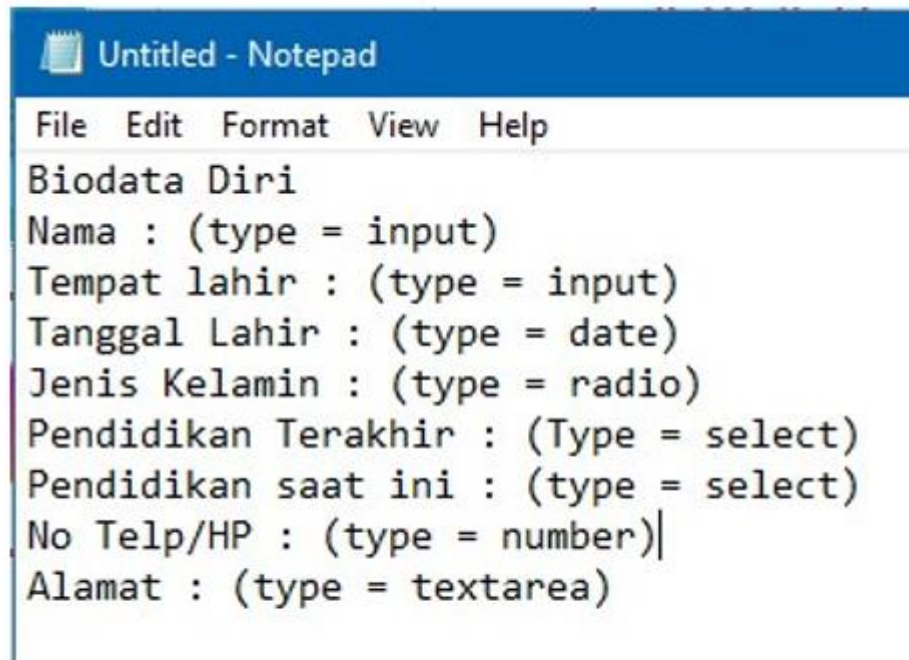 Untitled - Notepad
File Edit Format View Help
Biodata Diri
Nama : (type = input)
Tempat lahir : (type = input)
Tanggal Lahir : (type = date)
Jenis Kelamin : (type = radio)
Pendidikan Terakhir : (Type = select)
Pendidikan saat ini : (type = select)
No Telp/HP : (type = number)
Alamat : (type = textarea)